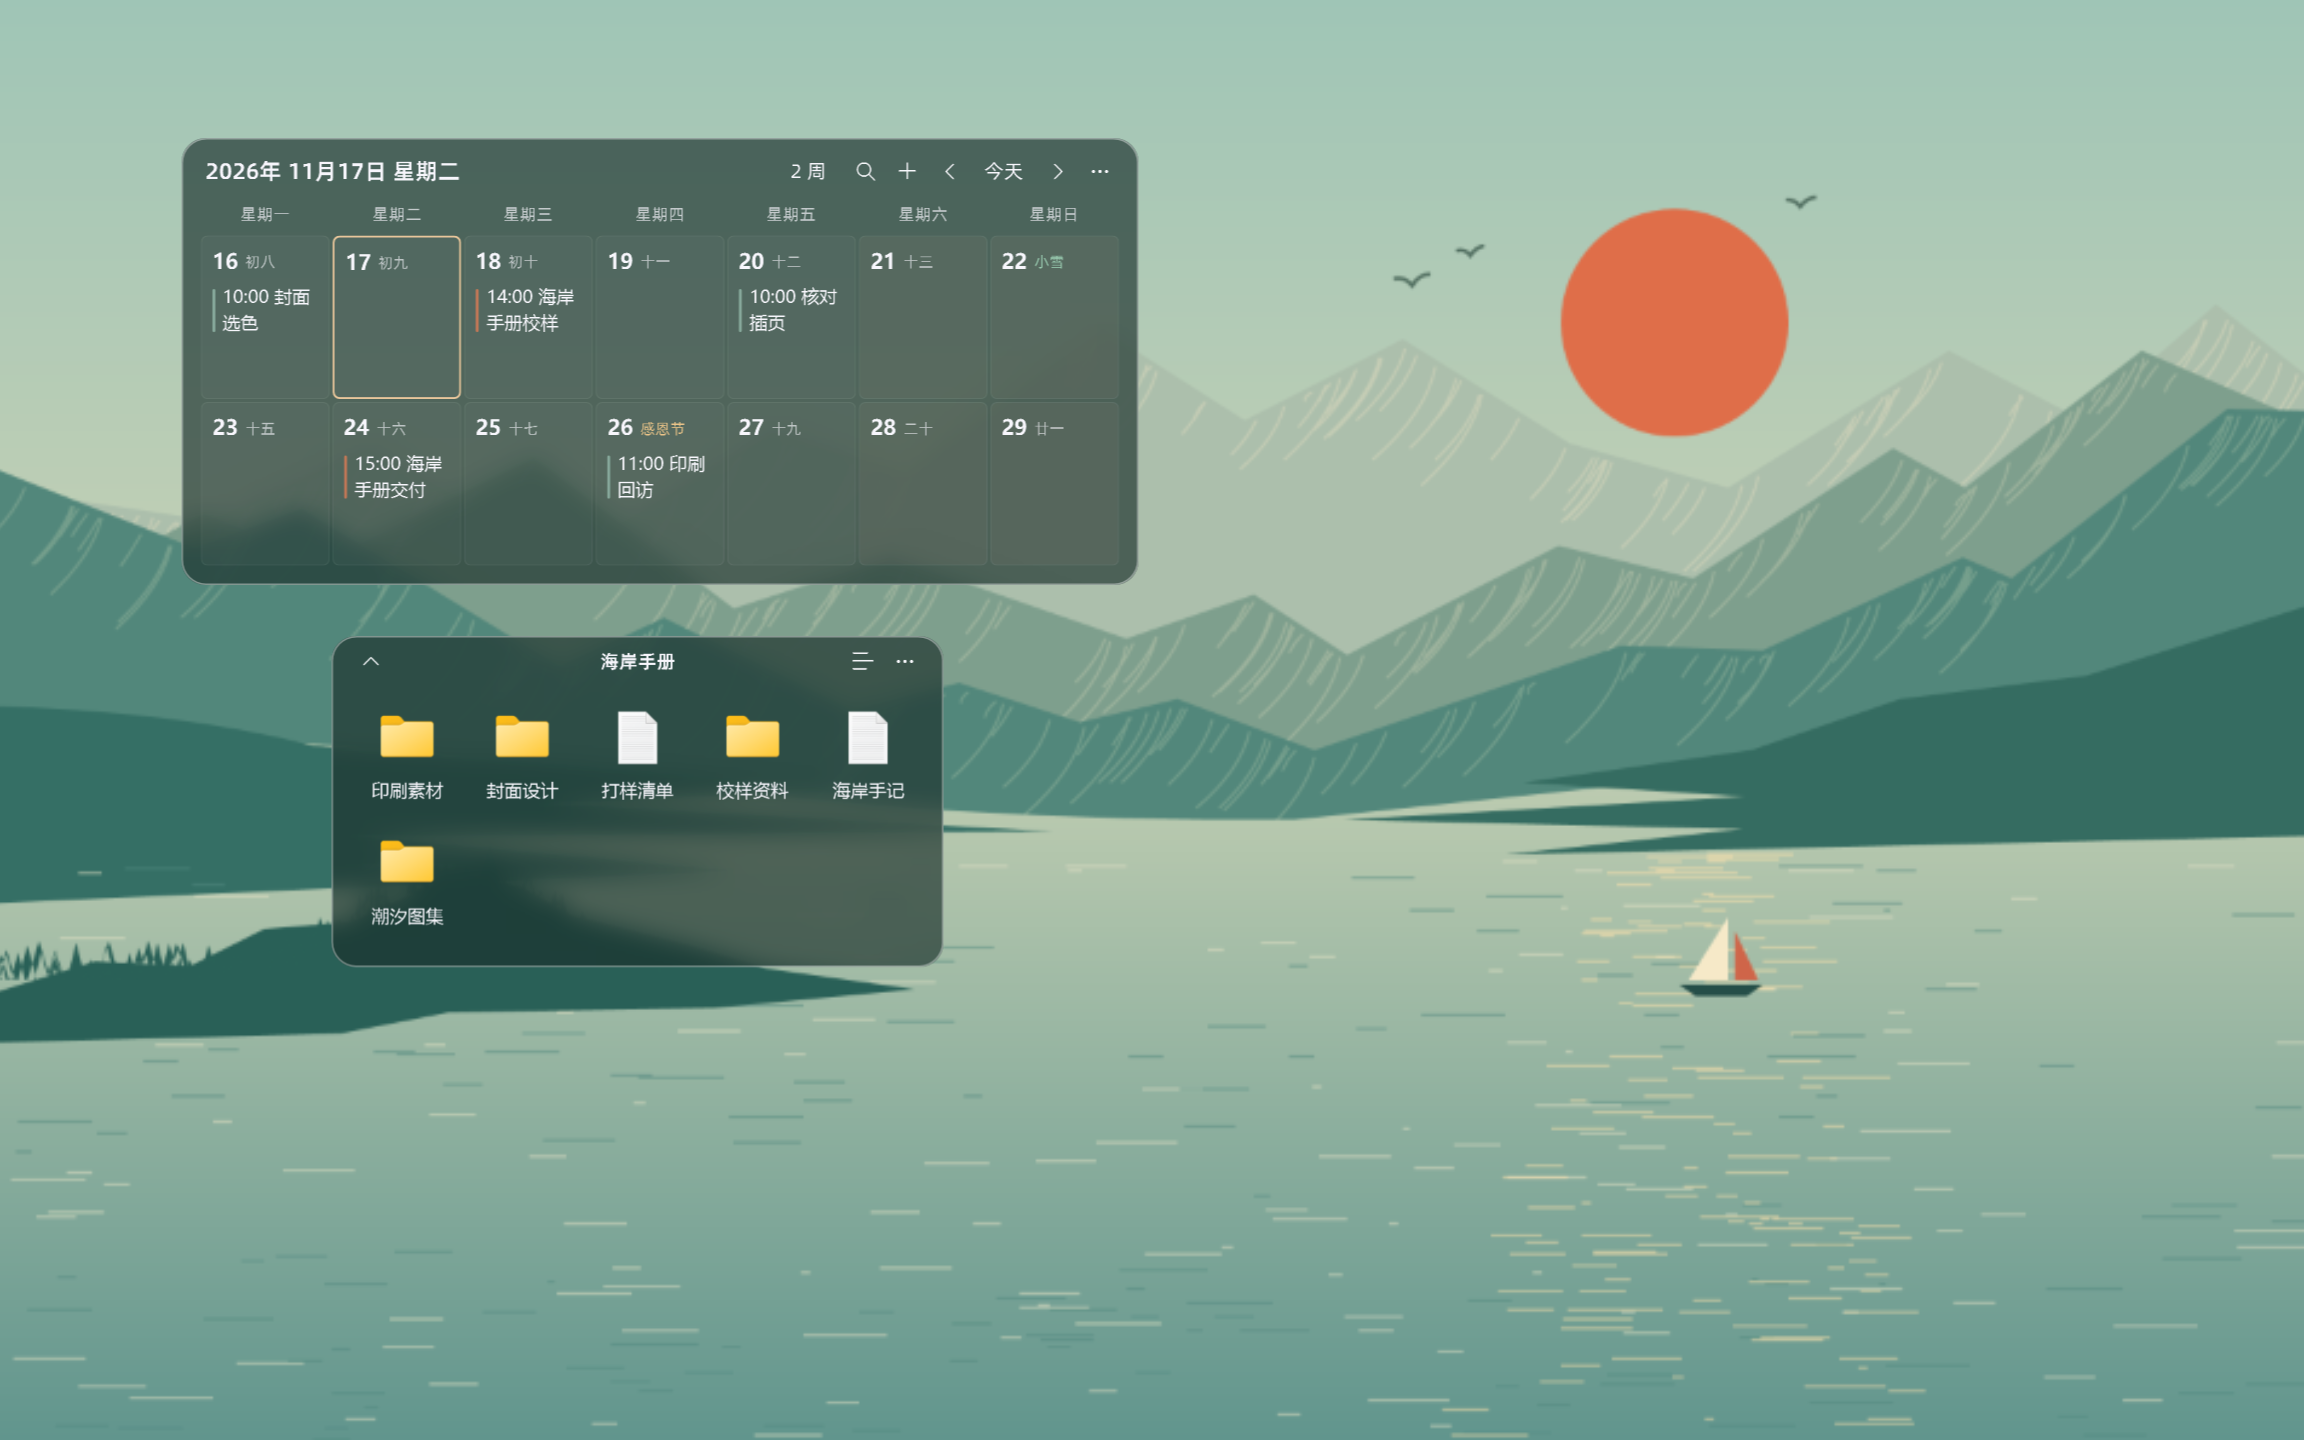 2026年 11月17日 星期二
2 周
今天
星期一 星期二 星期三 星期四 星期五 星期六 星期日
16 初八
10:00 封面
选色
17 初九
18 初十
14:00 海岸
手册校样
19 十一
20 十二
10:00 核对
插页
21 十三
22 小雪
23 十五
24 十六
15:00 海岸
手册交付
25 十七
26 感恩节
11:00 印刷
回访
27 十九
28 二十
29 廿一
海岸手册
印刷素材
封面设计
打样清单
校样资料
海岸手记
潮汐图集